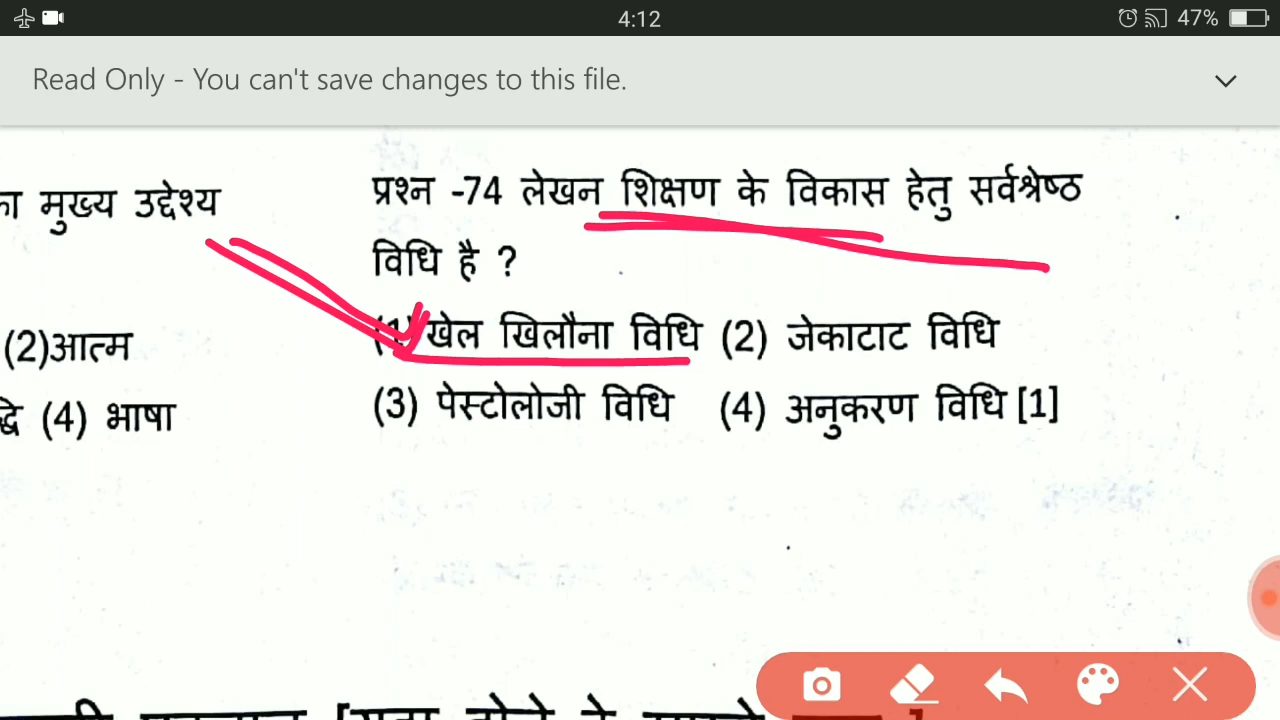 4:12
47%
Read Only - You can't save changes to this file.
का मुख्य उद्देश्य
(2)आत्म
(4) भाषा
प्रश्न -74 लेखन शिक्षण के विकास हेतु सर्वश्रेष्ठ
विधि है ?
(1) खेल खिलौना विधि (2) जेकाटाट विधि
(3) पेस्टोलोजी विधि (4) अनुकरण विधि [1]